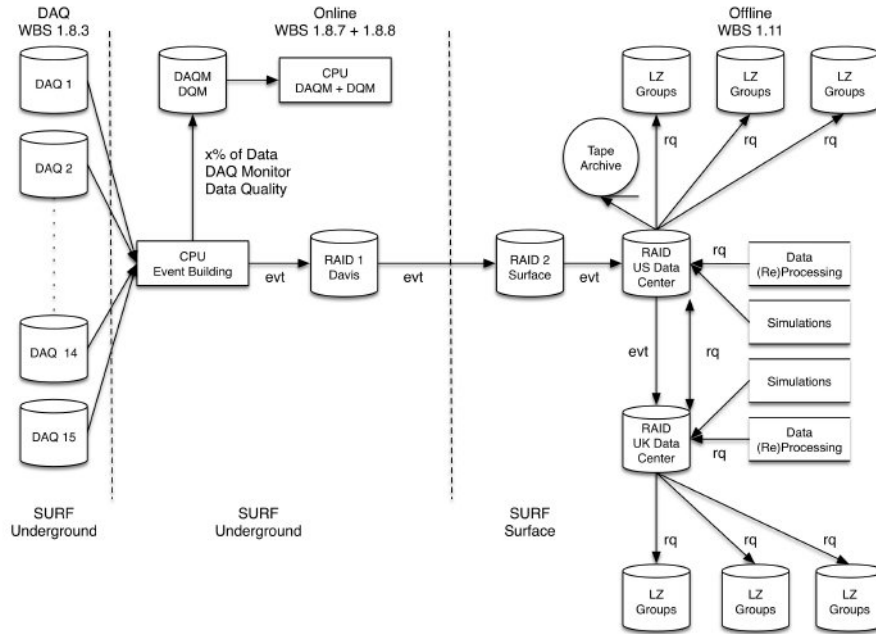 DAQ
WBS 1.8.3
Online
WBS 1.8.7 + 1.8.8
Offline
WBS 1.11
DAQ 1
DAQ 2
DAQ 14
DAQ 15
DAQM
DQM
CPU
DAQM + DQM
x% of Data
DAQ Monitor
Data Quality
CPU
Event Building
evt
RAID 1
Davis
evt
RAID 2
Surface
evt
RAID
US Data
Center
Tape
Archive
LZ
Groups
LZ
Groups
LZ
Groups
rq
rq
rq
rq
Data
(Re)Processing
Simulations
evt
rq
Simulations
RAID
UK Data
Center
rq
Data
(Re)Processing
SURF
Underground
SURF
Underground
SURF
Surface
rq
rq
rq
LZ
Groups
LZ
Groups
LZ
Groups